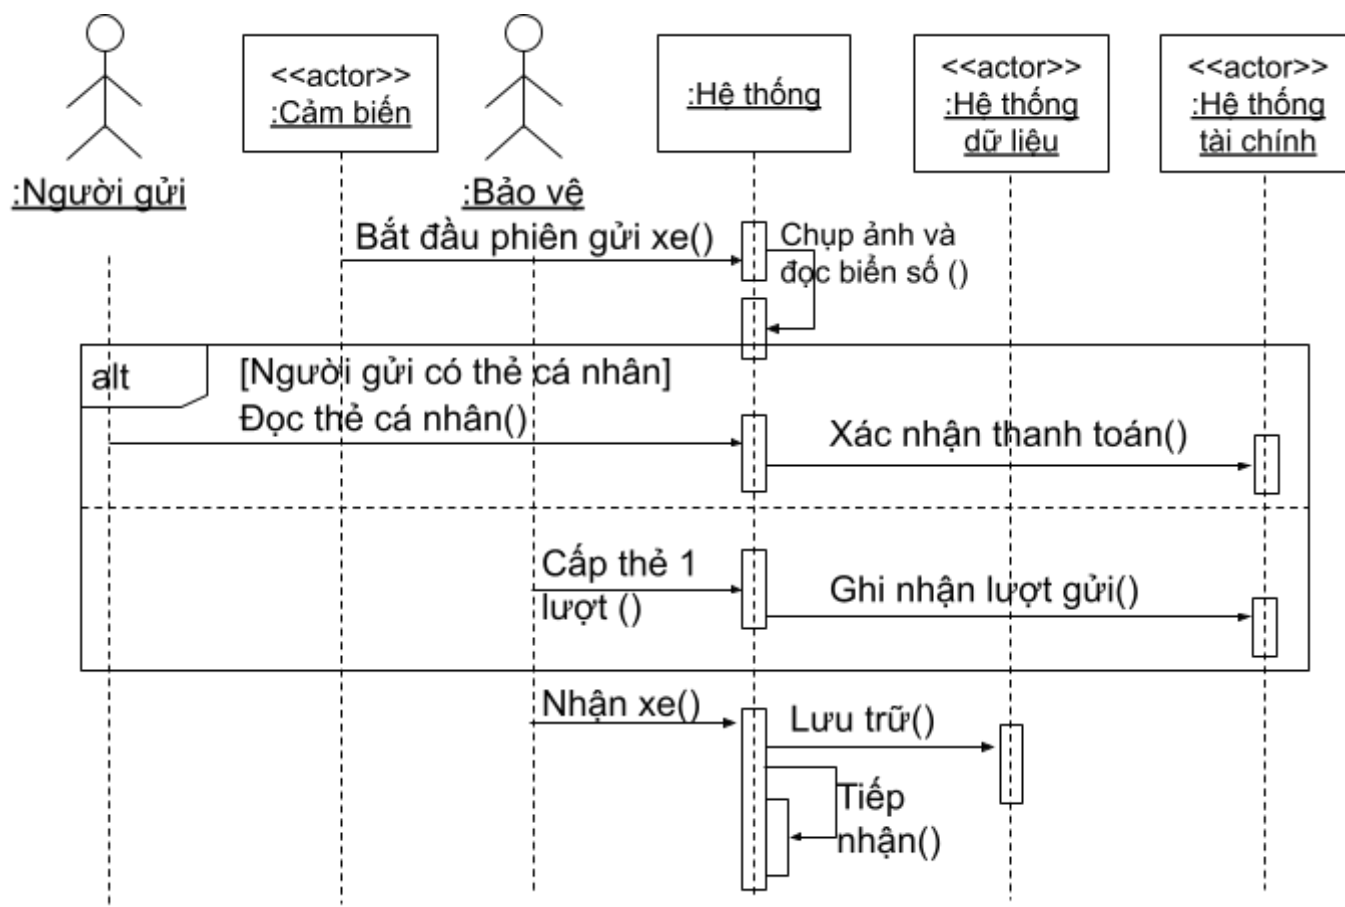 <<actor>>
:Cảm biến
:Hệ thống
<<actor>>
:Hệ thống
dữ liệu
<<actor>>
:Hệ thống
tài chính
:Người gửi
:Bảo vệ
Bắt đầu phiên gửi xe()
Chụp ảnh và
đọc biển số ()
alt
[Người gửi có thẻ cá nhân]
Đọc thẻ cá nhân()
Xác nhận thanh toán()
Cấp thẻ 1
lượt ()
Ghi nhận lượt gửi()
Nhận xe()
Lưu trữ()
Tiếp
nhận()